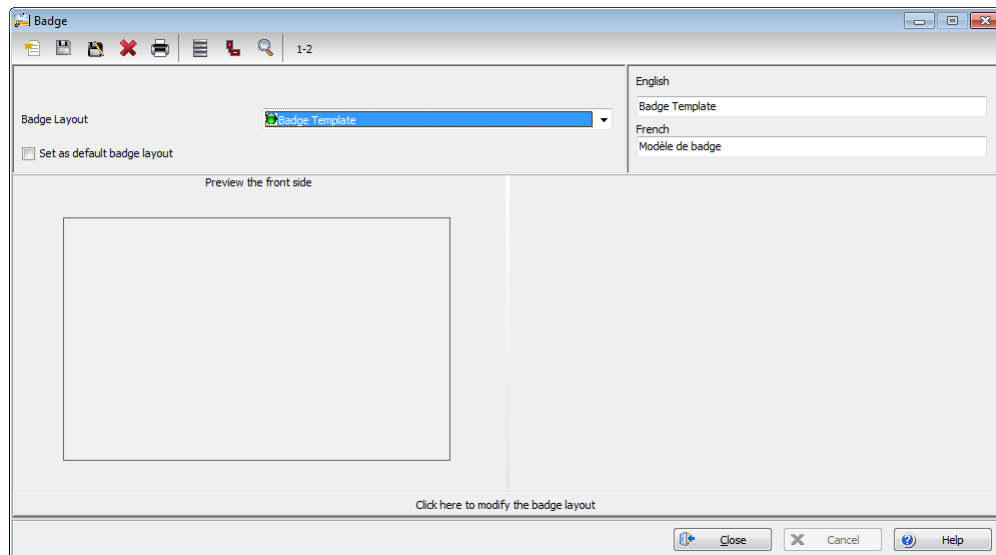 Badge
1-2
English
Badge Template
Badge Layout
Badge Template
French
Modèle de badge
Set as default badge layout
Preview the front side
Click here to modify the badge layout
Close
Cancel
Help